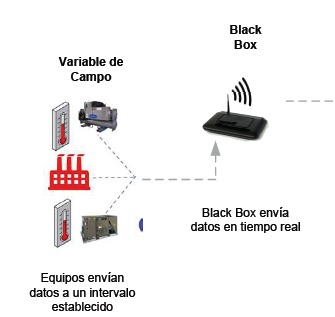 Black
Box
Variable de
Campo
Black Box envía
datos en tiempo real
Equipos envían
datos a un intervalo
establecido